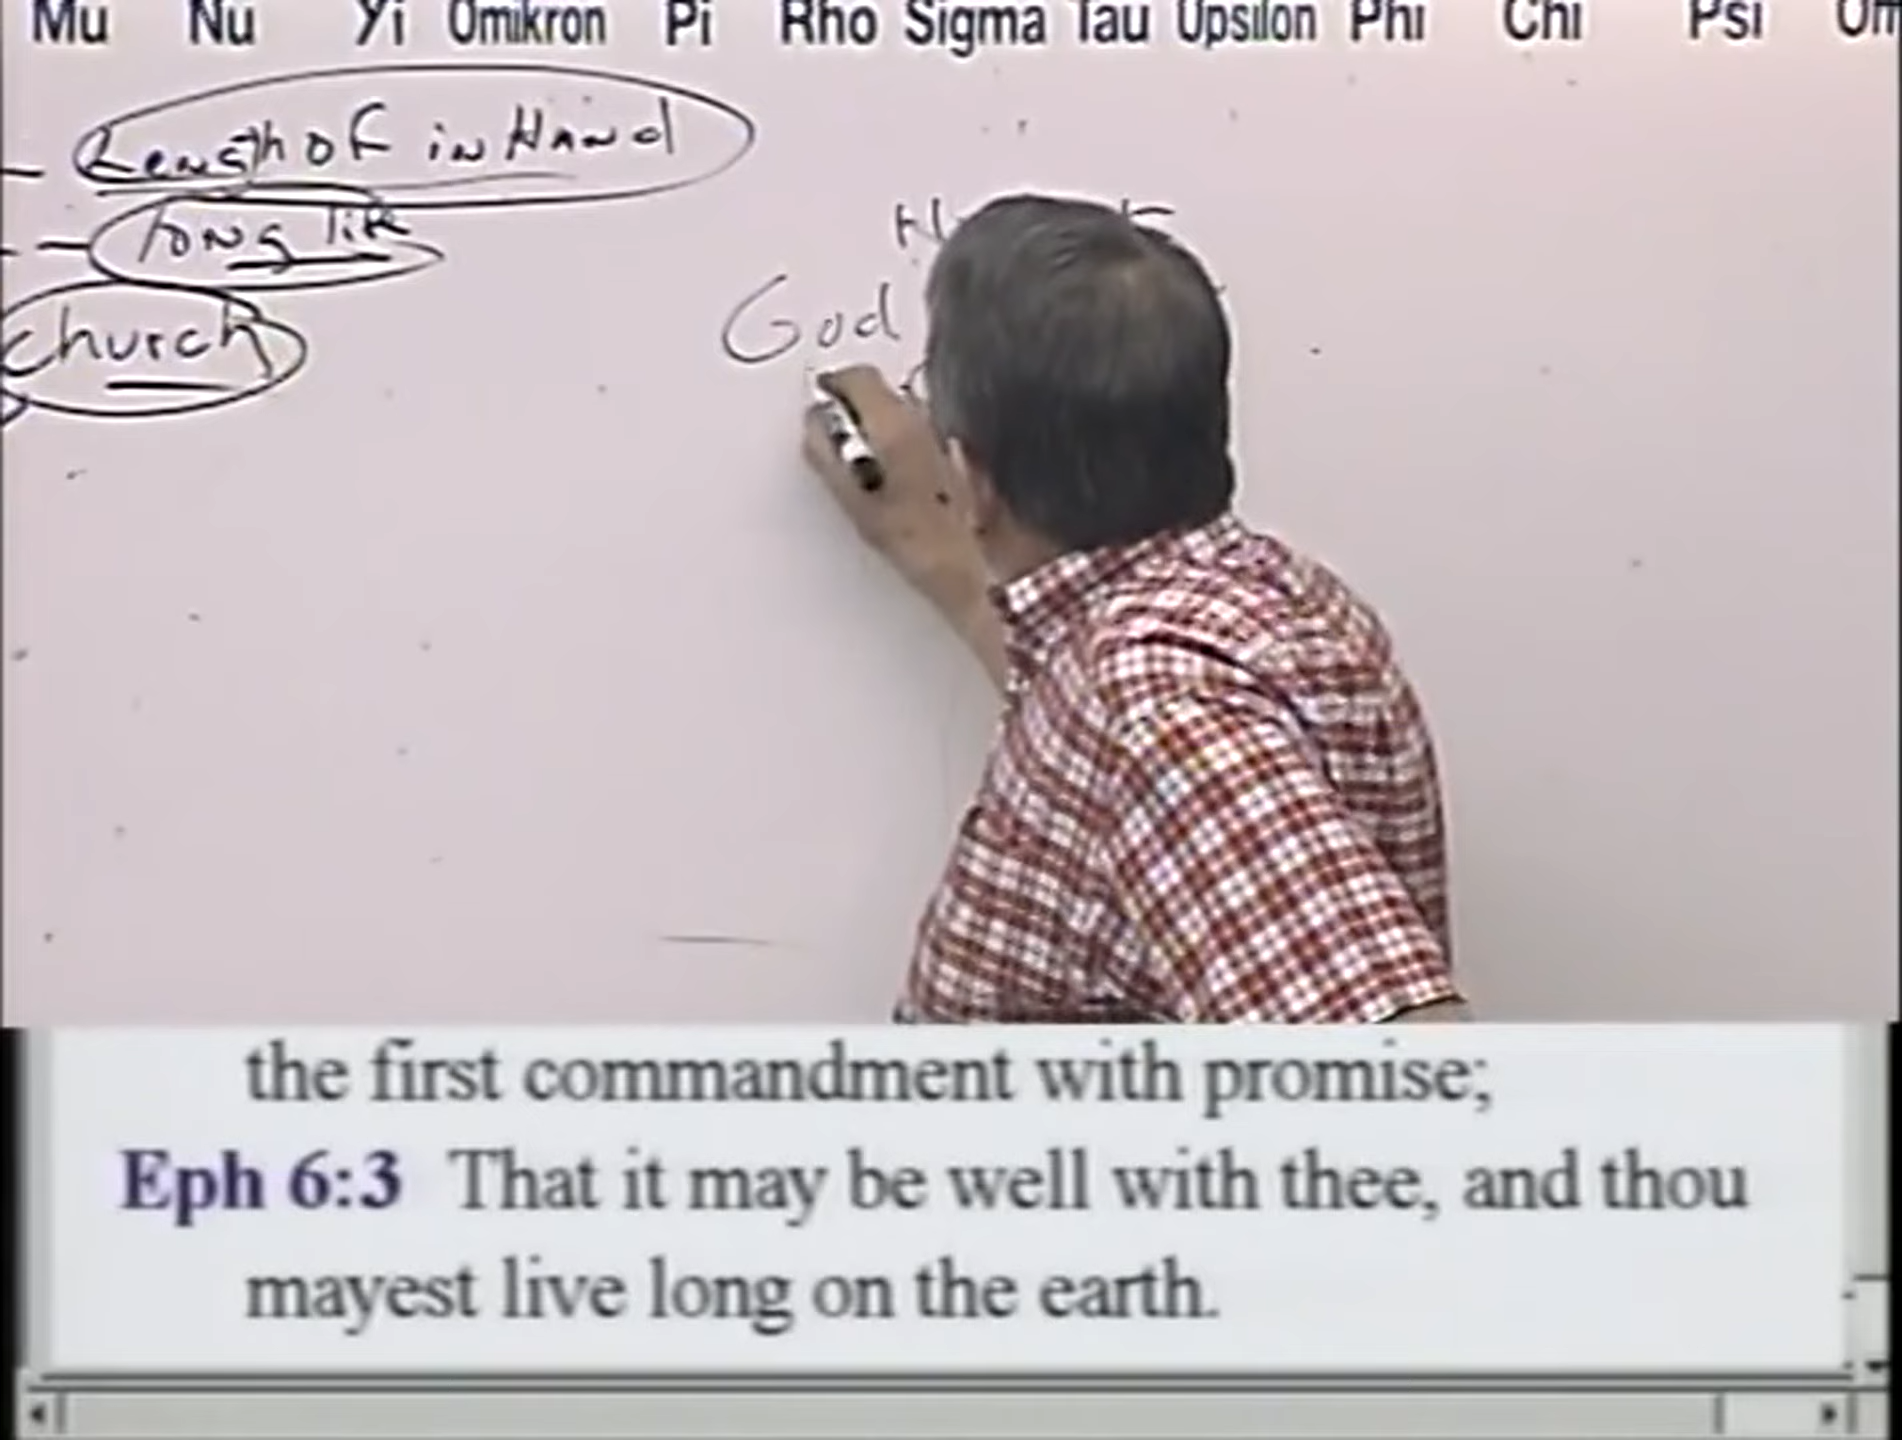 Mu Nu Yi Omikron Pi Rho Sigma Tau Upsilon Phi Chi Psi
Length of in Hand
long life
church
God
the first commandment with promise;
Eph 6:3 That it may be well with thee, and thou
mayest live long on the earth.